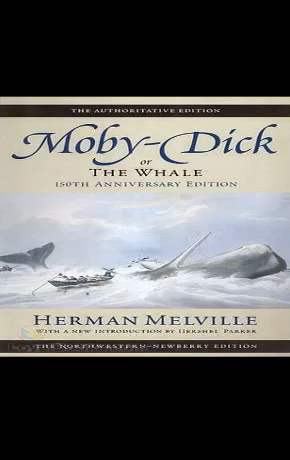 THE AUTHORITATIVE EDITION
Moby-Dick
or
THE WHALE
150TH ANNIVERSARY EDITION
HERMAN MELVILLE
WITH A NEW INTRODUCTION BY HERSHEL PARKER
THE NORTHWESTERN-NEWBERRY EDITION